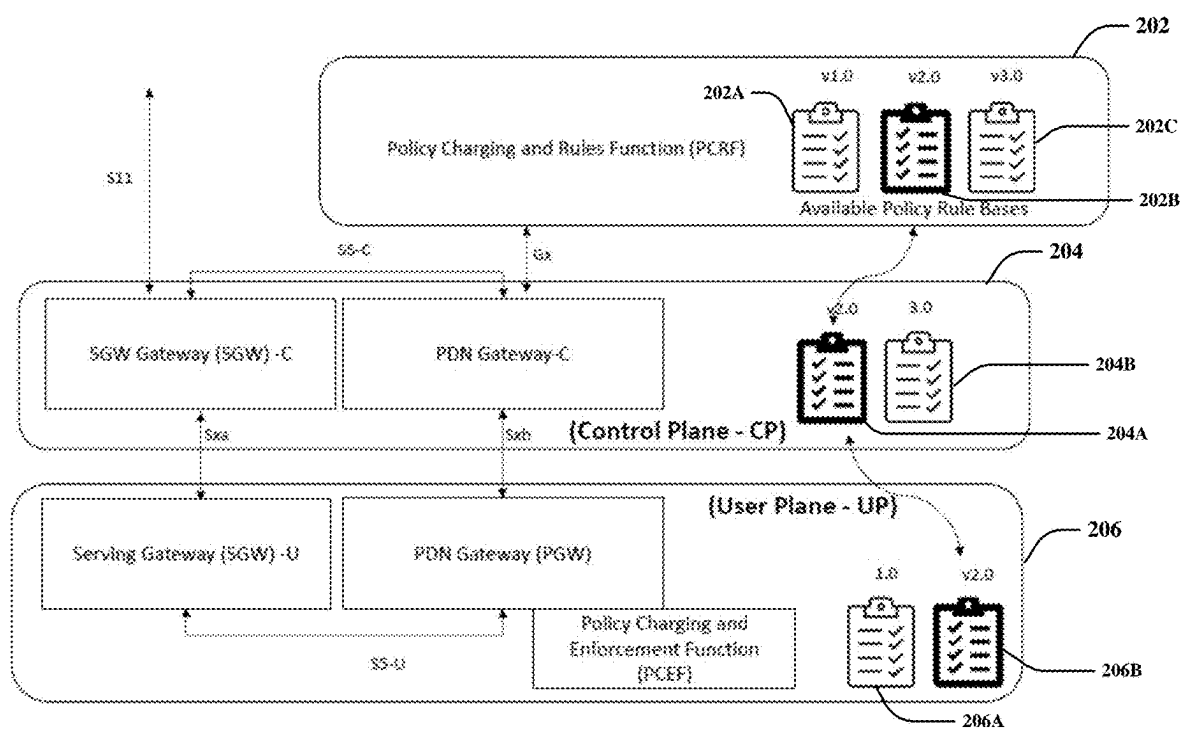 202
v1.0
v2.0
v3.0
202A
S11
Policy Charging and Rules Function (PCRF)
202C
202B
Available Policy Rule Bases
S5-C
Gx
204
v2.0
3.0
SGW Gateway (SGW) -C
PDN Gateway-C
204B
Sxa
Sxb
(Control Plane - CP)
204A
(User Plane - UP)
206
Serving Gateway (SGW) -U
PDN Gateway (PGW)
1.0
v2.0
Policy Charging and
Enforcement Function
(PCEF)
S5-U
206B
206A